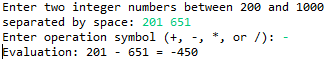 Enter two integer numbers between 200 and 1000
separated by space: 201 651
Enter operation symbol (+, -, *, or /): -
Evaluation: 201 - 651 = -450